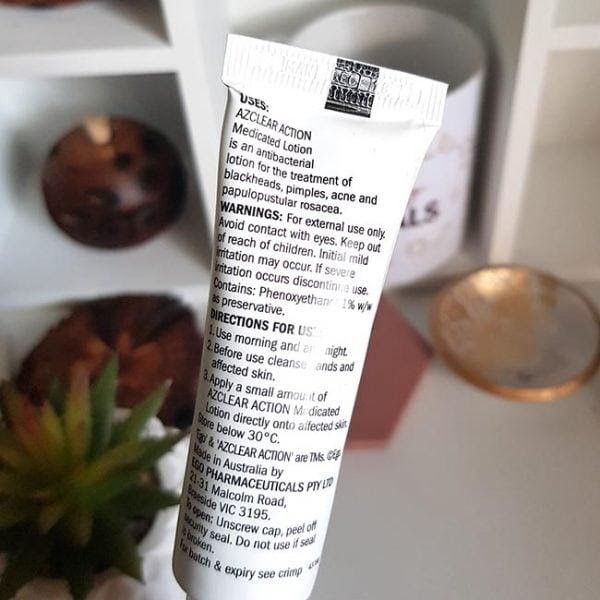 USES:
AZCLEAR ACTION
Medicated Lotion
is an antibacterial
lotion for the treatment of
blackheads, pimples, acne and
papulopustular rosacea.
WARNINGS: For external use only.
Avoid contact with eyes. Keep out
of reach of children. Initial mild
irritation may occur. If severe
irritation occurs discontinue use.
Contains: 1% w/w
as preservative.
DIRECTIONS FOR
1. Use morning and night.
2. Before use cleanse and
affected skin.
3. Apply a small amount of
AZCLEAR ACTION Medicated
Lotion directly onto affected skin.
Store below 30°C.
'Ego' & 'AZCLEAR ACTION' are TMs. ©Ego
Made in Australia by
EGO PHARMACEUTICALS PTY LTD
21-31 Malcolm Road,
Braeside VIC 3195.
To open: Unscrew cap, peel off
security seal. Do not use if seal
is broken.
For batch & expiry see crimp
ALS